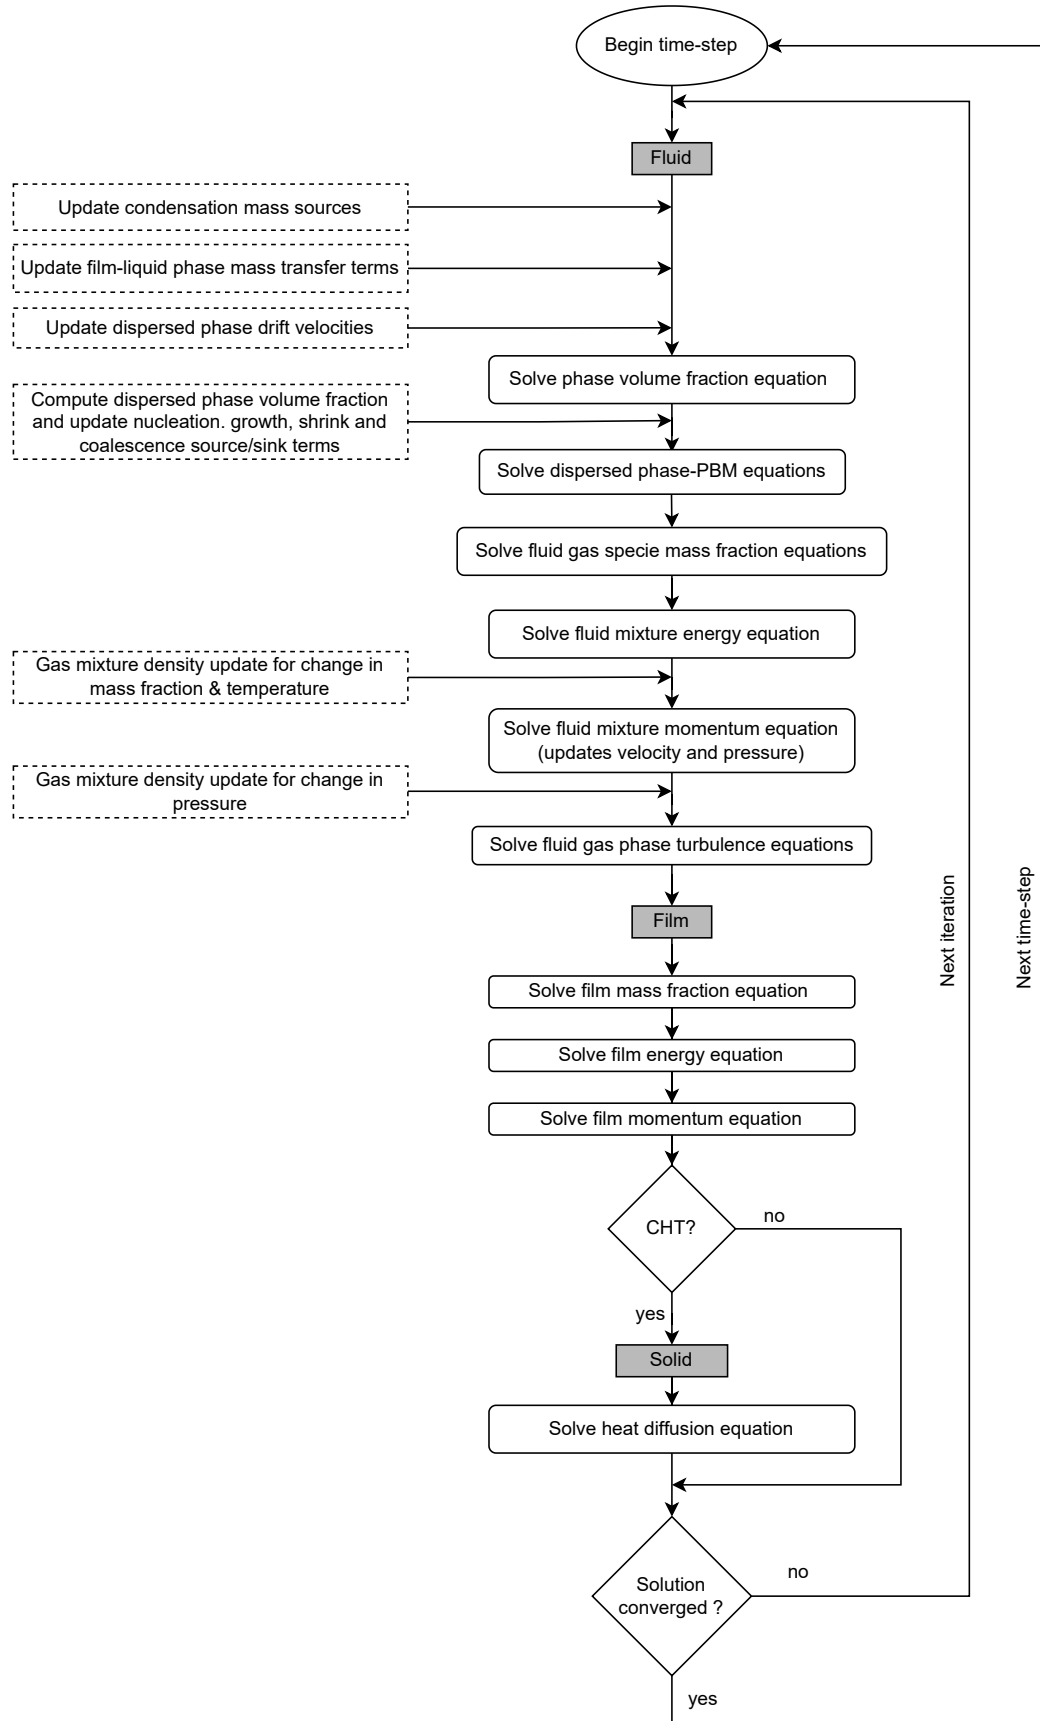 Begin time-step
Fluid
Update condensation mass sources
Update film-liquid phase mass transfer terms
Update dispersed phase drift velocities
Solve phase volume fraction equation
Compute dispersed phase volume fraction
and update nucleation. growth, shrink and
coalescence source/sink terms
Solve dispersed phase-PBM equations
Solve fluid gas specie mass fraction equations
Solve fluid mixture energy equation
Gas mixture density update for change in
mass fraction & temperature
Solve fluid mixture momentum equation
(updates velocity and pressure)
Gas mixture density update for change in
pressure
Solve fluid gas phase turbulence equations
Film
Next iteration
Next time-step
Solve film mass fraction equation
Solve film energy equation
Solve film momentum equation
CHT?
no
yes
Solid
Solve heat diffusion equation
Solution
converged ?
no
yes